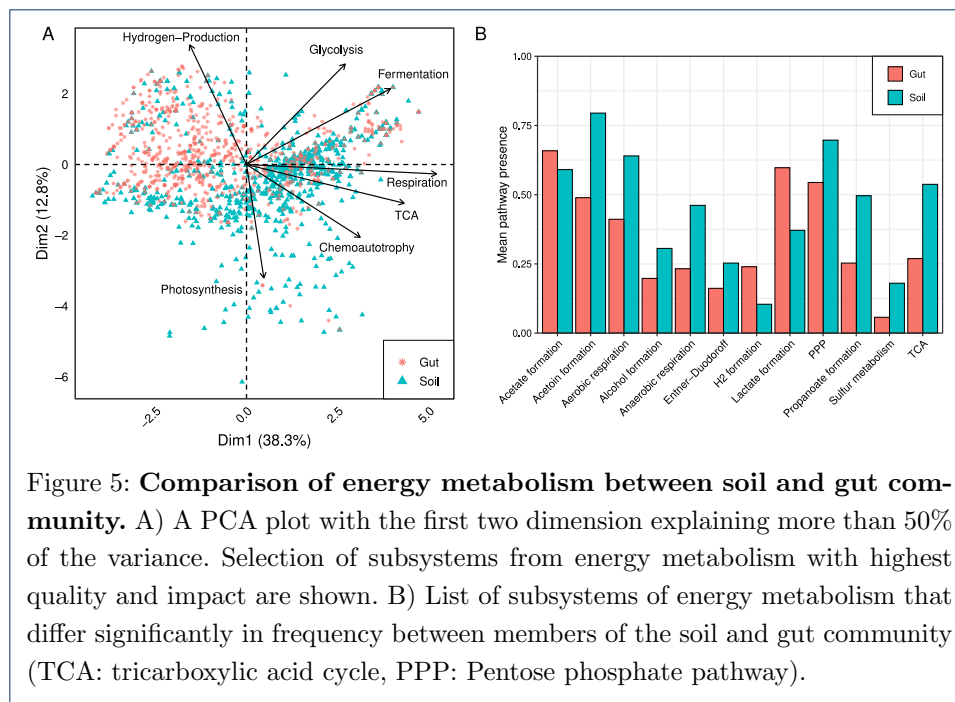 A
Hydrogen−Production
Glycolysis
Fermentation
Respiration
TCA
Chemoautotrophy
Photosynthesis
2
0
−2
−4
−6
Dim2 (12.8%)
−2.5
0.0
2.5
5.0
Dim1 (38.3%)
Gut
Soil
B
1.00
0.75
0.50
0.25
0.00
Mean pathway presence
Gut
Soil
Acetate formation
Acetoin formation
Aerobic respiration
Alcohol formation
Anaerobic respiration
Entner−Duodoroff
H2 formation
Lactate formation
PPP
Propanoate formation
Sulfur metabolism
TCA
Figure 5: Comparison of energy metabolism between soil and gut com-
munity. A) A PCA plot with the first two dimension explaining more than 50%
of the variance. Selection of subsystems from energy metabolism with highest
quality and impact are shown. B) List of subsystems of energy metabolism that
differ significantly in frequency between members of the soil and gut community
(TCA: tricarboxylic acid cycle, PPP: Pentose phosphate pathway).